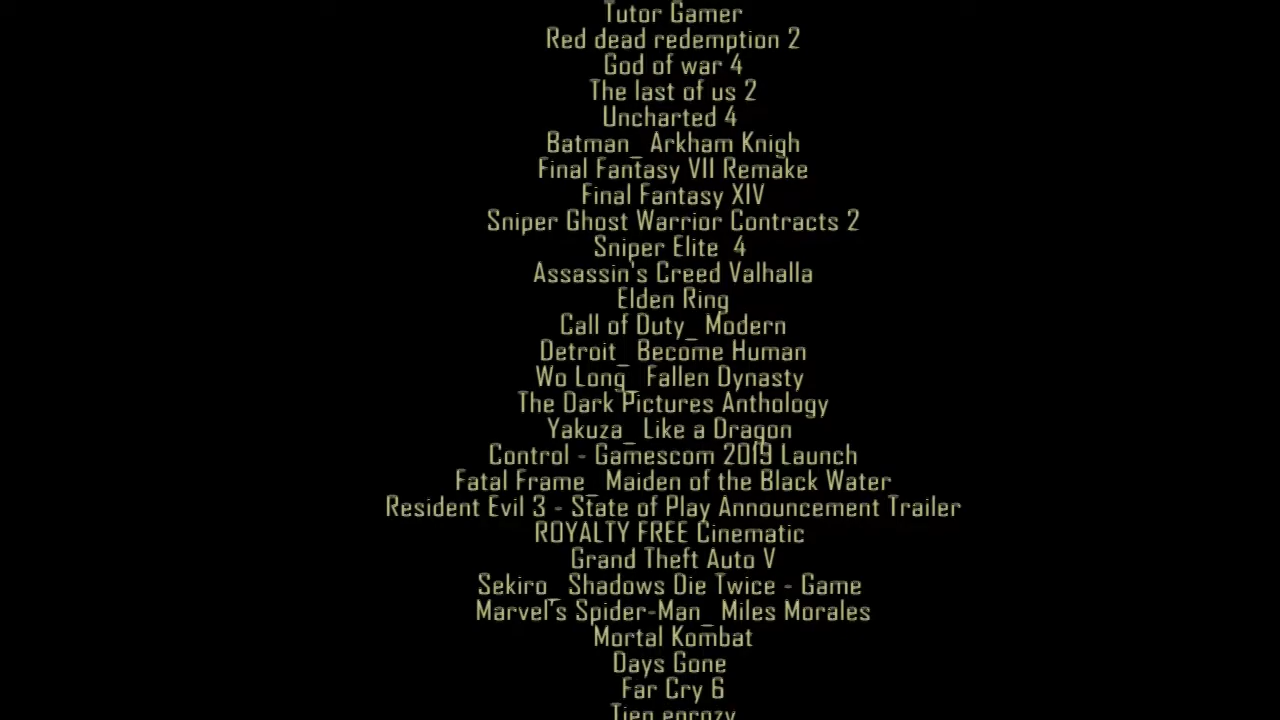 Tutor Gamer
Red dead redemption 2
God of war 4
The last of us 2
Uncharted 4
Batman_ Arkham Knigh
Final Fantasy VII Remake
Final Fantasy XIV
Sniper Ghost Warrior Contracts 2
Sniper Elite  4
Assassin's Creed Valhalla
Elden Ring
Call of Duty_ Modern
Detroit_ Become Human
Wo Long_ Fallen Dynasty
The Dark Pictures Anthology
Yakuza_ Like a Dragon
Control - Gamescom 2019 Launch
Fatal Frame_ Maiden of the Black Water
Resident Evil 3 - State of Play Announcement Trailer
ROYALTY FREE Cinematic
Grand Theft Auto V
Sekiro_ Shadows Die Twice - Game
Marvel's Spider-Man_ Miles Morales
Mortal Kombat
Days Gone
Far Cry 6